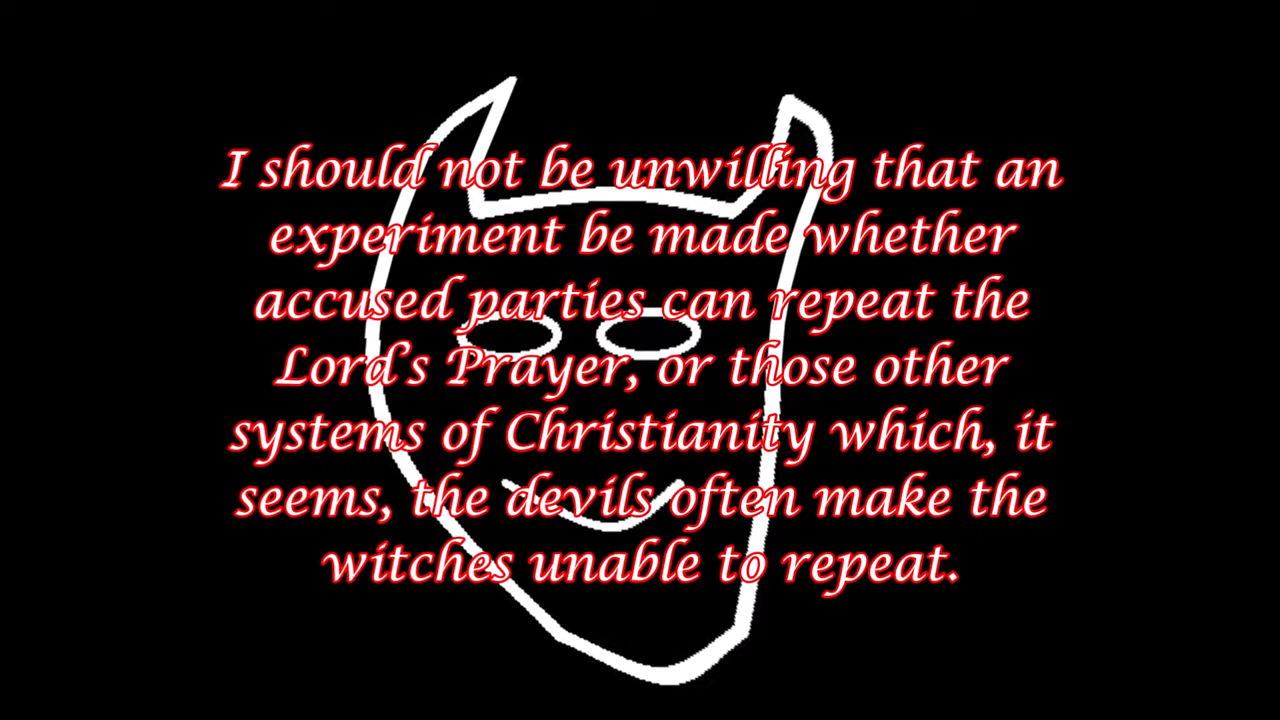 I should not be unwilling that an
experiment be made whether
accused parties can repeat the
Lord's Prayer, or those other
systems of Christianity which, it
seems, the devils often make the
witches unable to repeat.